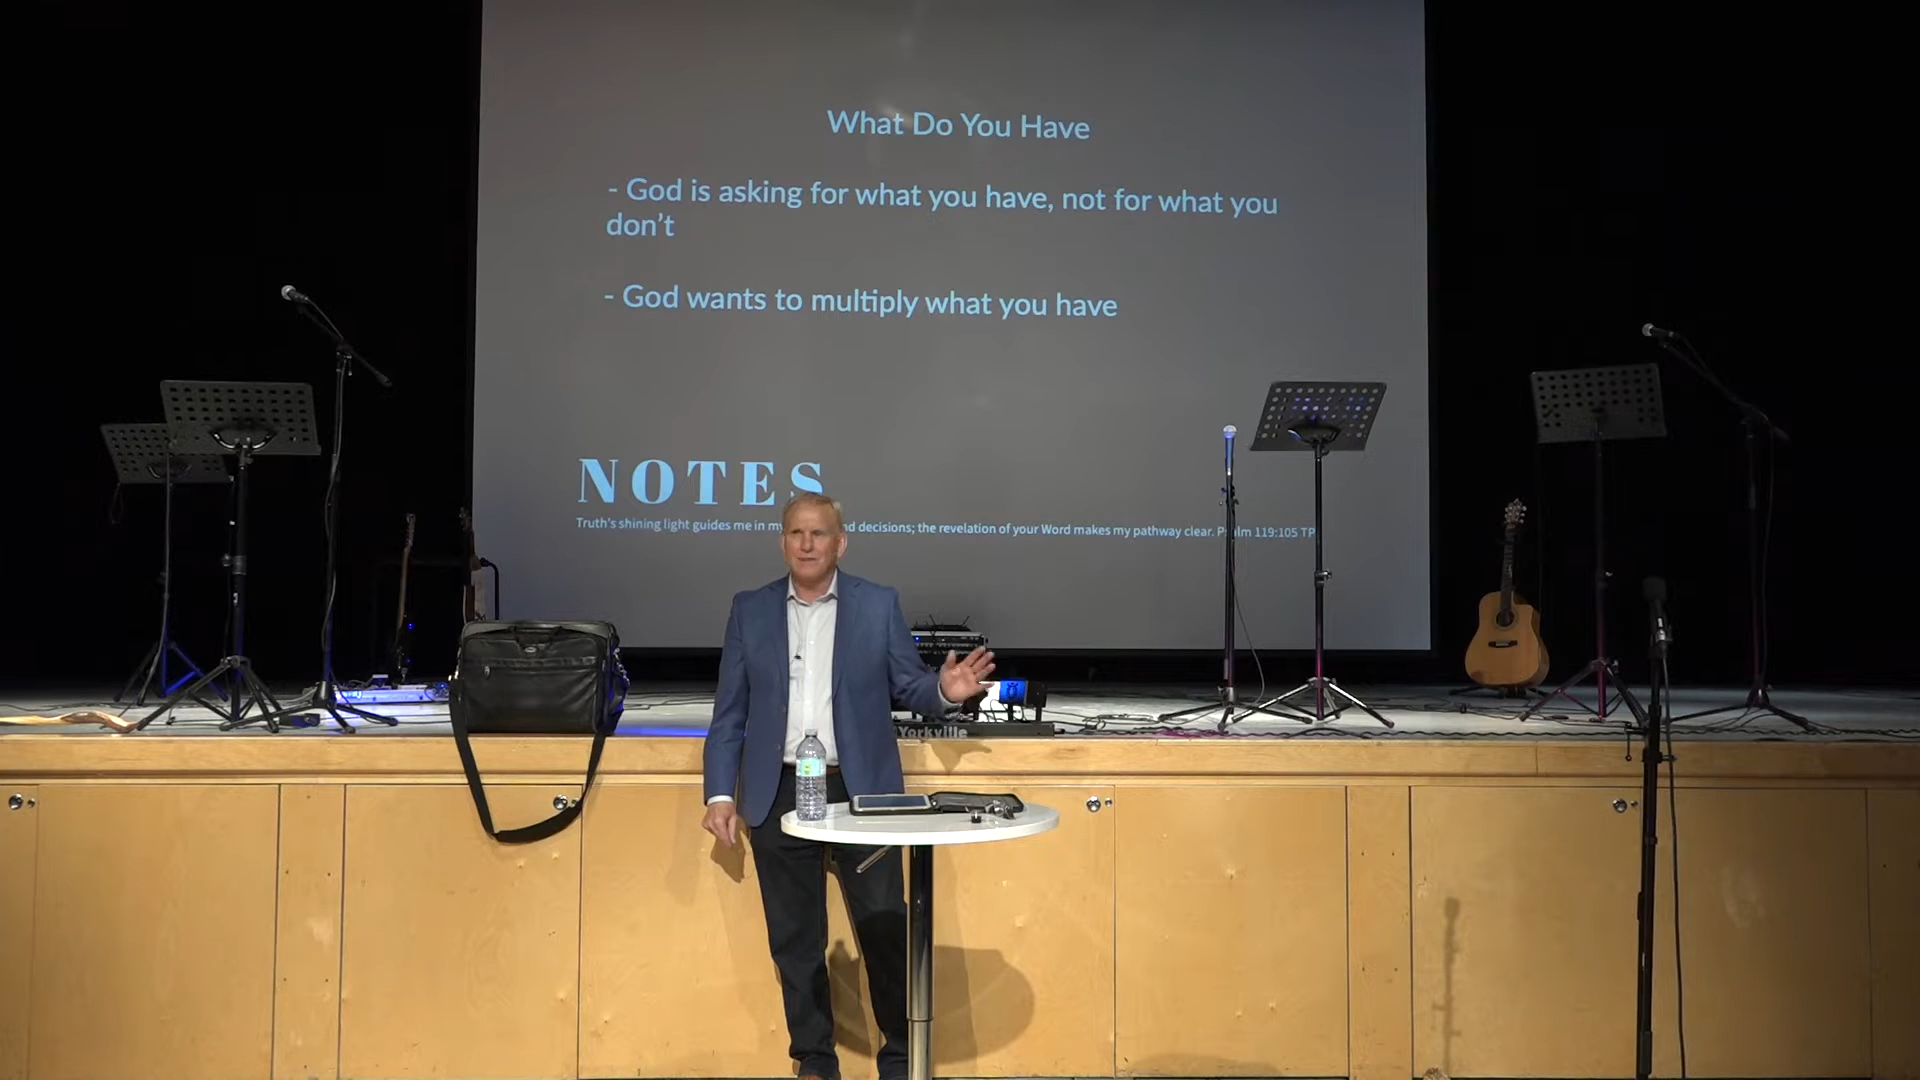 What Do You Have
- God is asking for what you have, not for what you
don't
- God wants to multiply what you have
NOTES
Truth's shining light guides me in my d decisions; the revelation of your Word makes my pathway clear. Psalm 119:105 TP
Yorkville